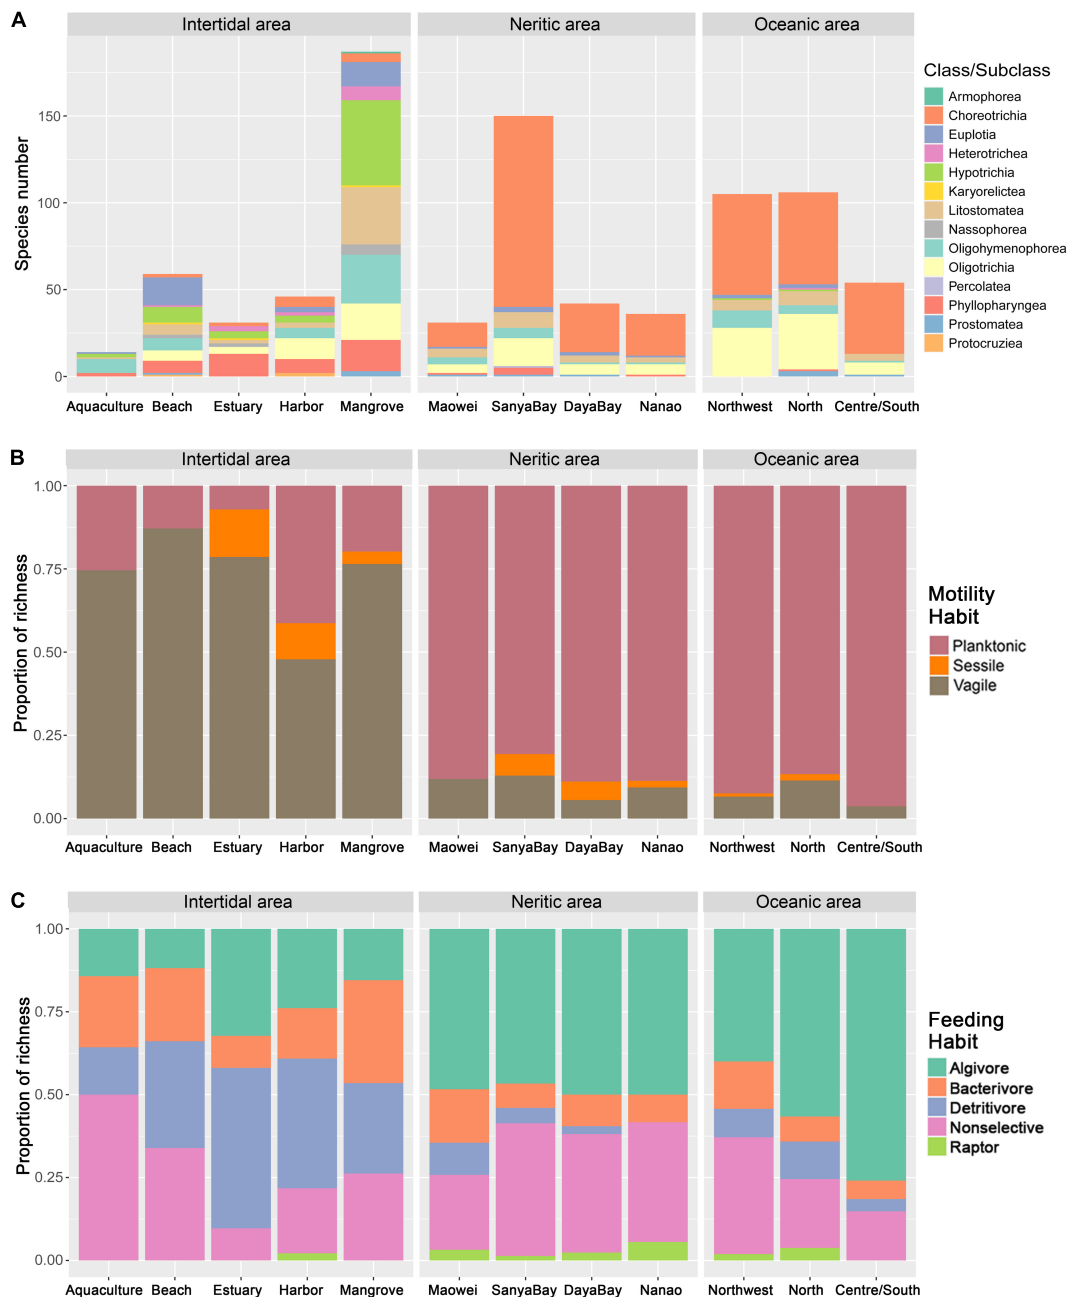 A
Intertidal area
Neritic area
Oceanic area
Species number
150
100
50
0
Aquaculture Beach Estuary Harbor Mangrove
Maowei SanyaBay DayaBay Nanao
Northwest North Centre/South
Class/Subclass
Armophorea
Choreotrichia
Euplotia
Heterotrichea
Hypotrichia
Karyorelictea
Litostomatea
Nassophorea
Oligohymenophorea
Oligotrichia
Percolatea
Phyllopharyngea
Prostomatea
Protocruziea
B
Intertidal area
Neritic area
Oceanic area
Proportion of richness
1.00
0.75
0.50
0.25
0.00
Aquaculture Beach Estuary Harbor Mangrove
Maowei SanyaBay DayaBay Nanao
Northwest North Centre/South
Motility
Habit
Planktonic
Sessile
Vagile
C
Intertidal area
Neritic area
Oceanic area
Proportion of richness
1.00
0.75
0.50
0.25
0.00
Aquaculture Beach Estuary Harbor Mangrove
Maowei SanyaBay DayaBay Nanao
Northwest North Centre/South
Feeding
Habit
Algivore
Bacterivore
Detritivore
Nonselective
Raptor